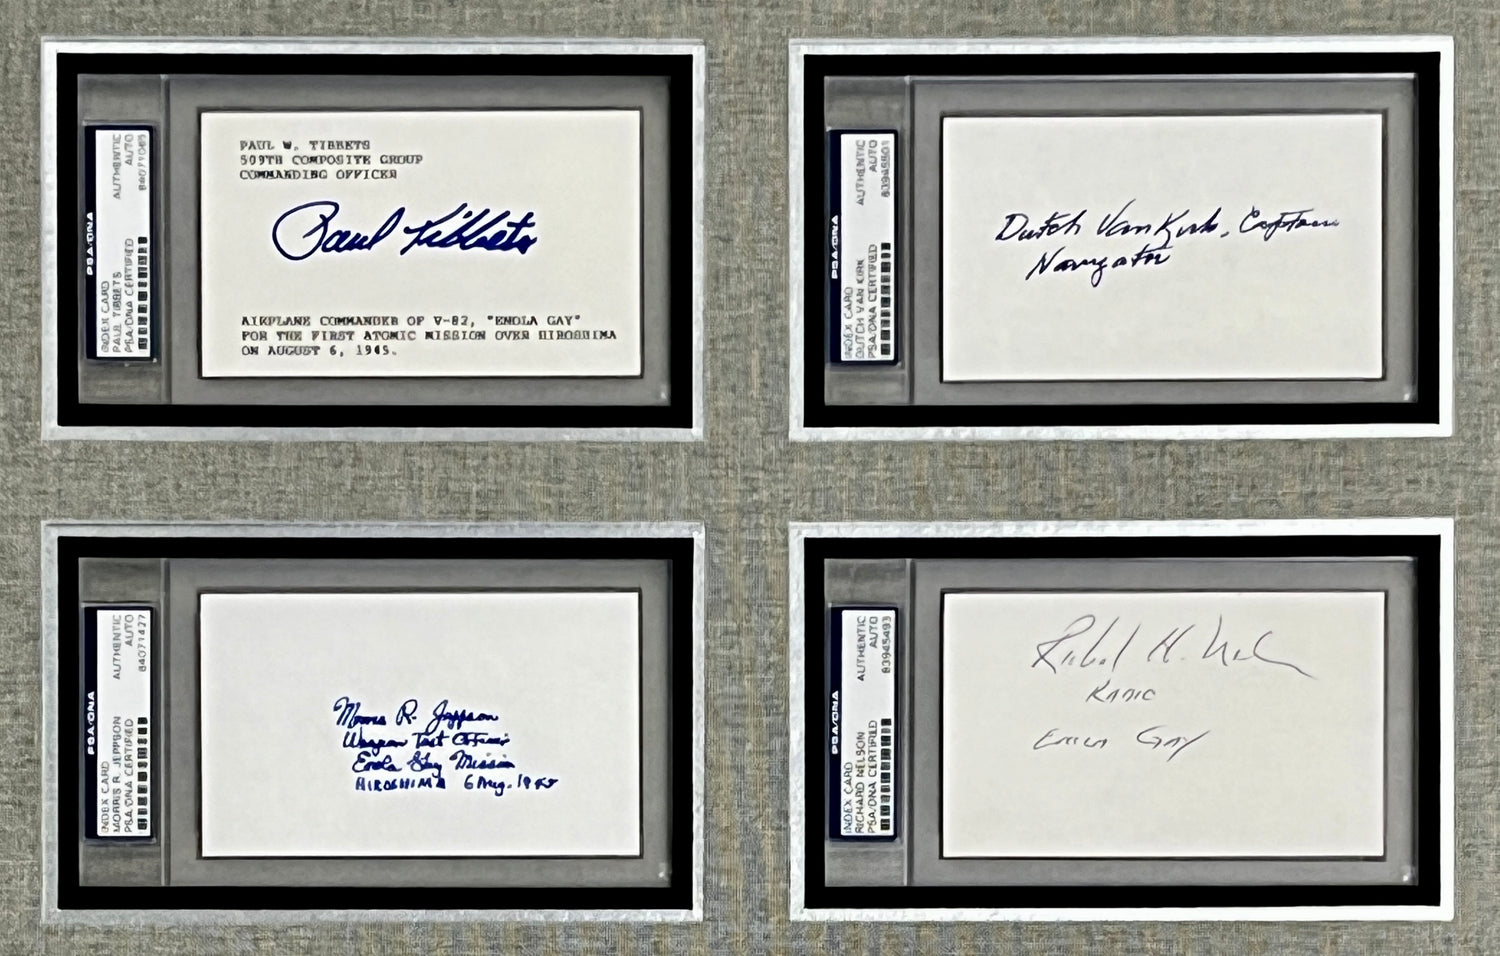 PSA/DNA
INDEX CARD AUTHENTIC
PAUL TIBBETS AUTO
PSA/DNA CERTIFIED
PAUL W. TIBBETS
509TH COMPOSITE GROUP
COMMANDING OFFICER
Paul Tibbets
AIRPLANE COMMANDER OF V-82, "ENOLA GAY"
FOR THE FIRST ATOMIC MISSION OVER HIROSHIMA
ON AUGUST 6, 1945.
PSA/DNA
INDEX CARD AUTHENTIC
DUTCH VAN KIRK AUTO
PSA/DNA CERTIFIED
Dutch VanKirk, Captain
Navigator
PSA/DNA
INDEX CARD AUTHENTIC
MORRIS R. JEPPSON AUTO
PSA/DNA CERTIFIED 84071427
Morris R. Jeppson
Weapon Test Officer
Enola Gay Mission
HIROSHIMA 6 Aug. 1945
PSA/DNA
INDEX CARD AUTHENTIC
RICHARD NELSON AUTO
PSA/DNA CERTIFIED 83945493
Richard H. Nelson
RADIO
ENOLA GAY